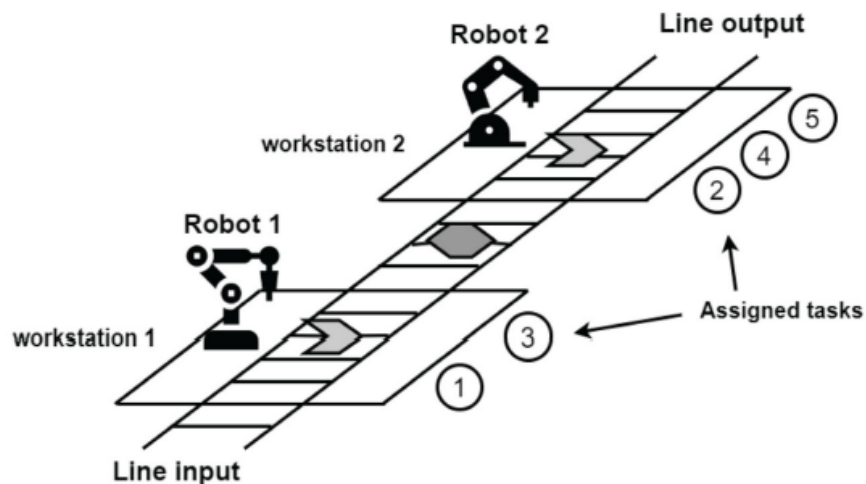 Line output
Robot 2
workstation 2
5
4
2
Robot 1
Assigned tasks
workstation 1
3
1
Line input